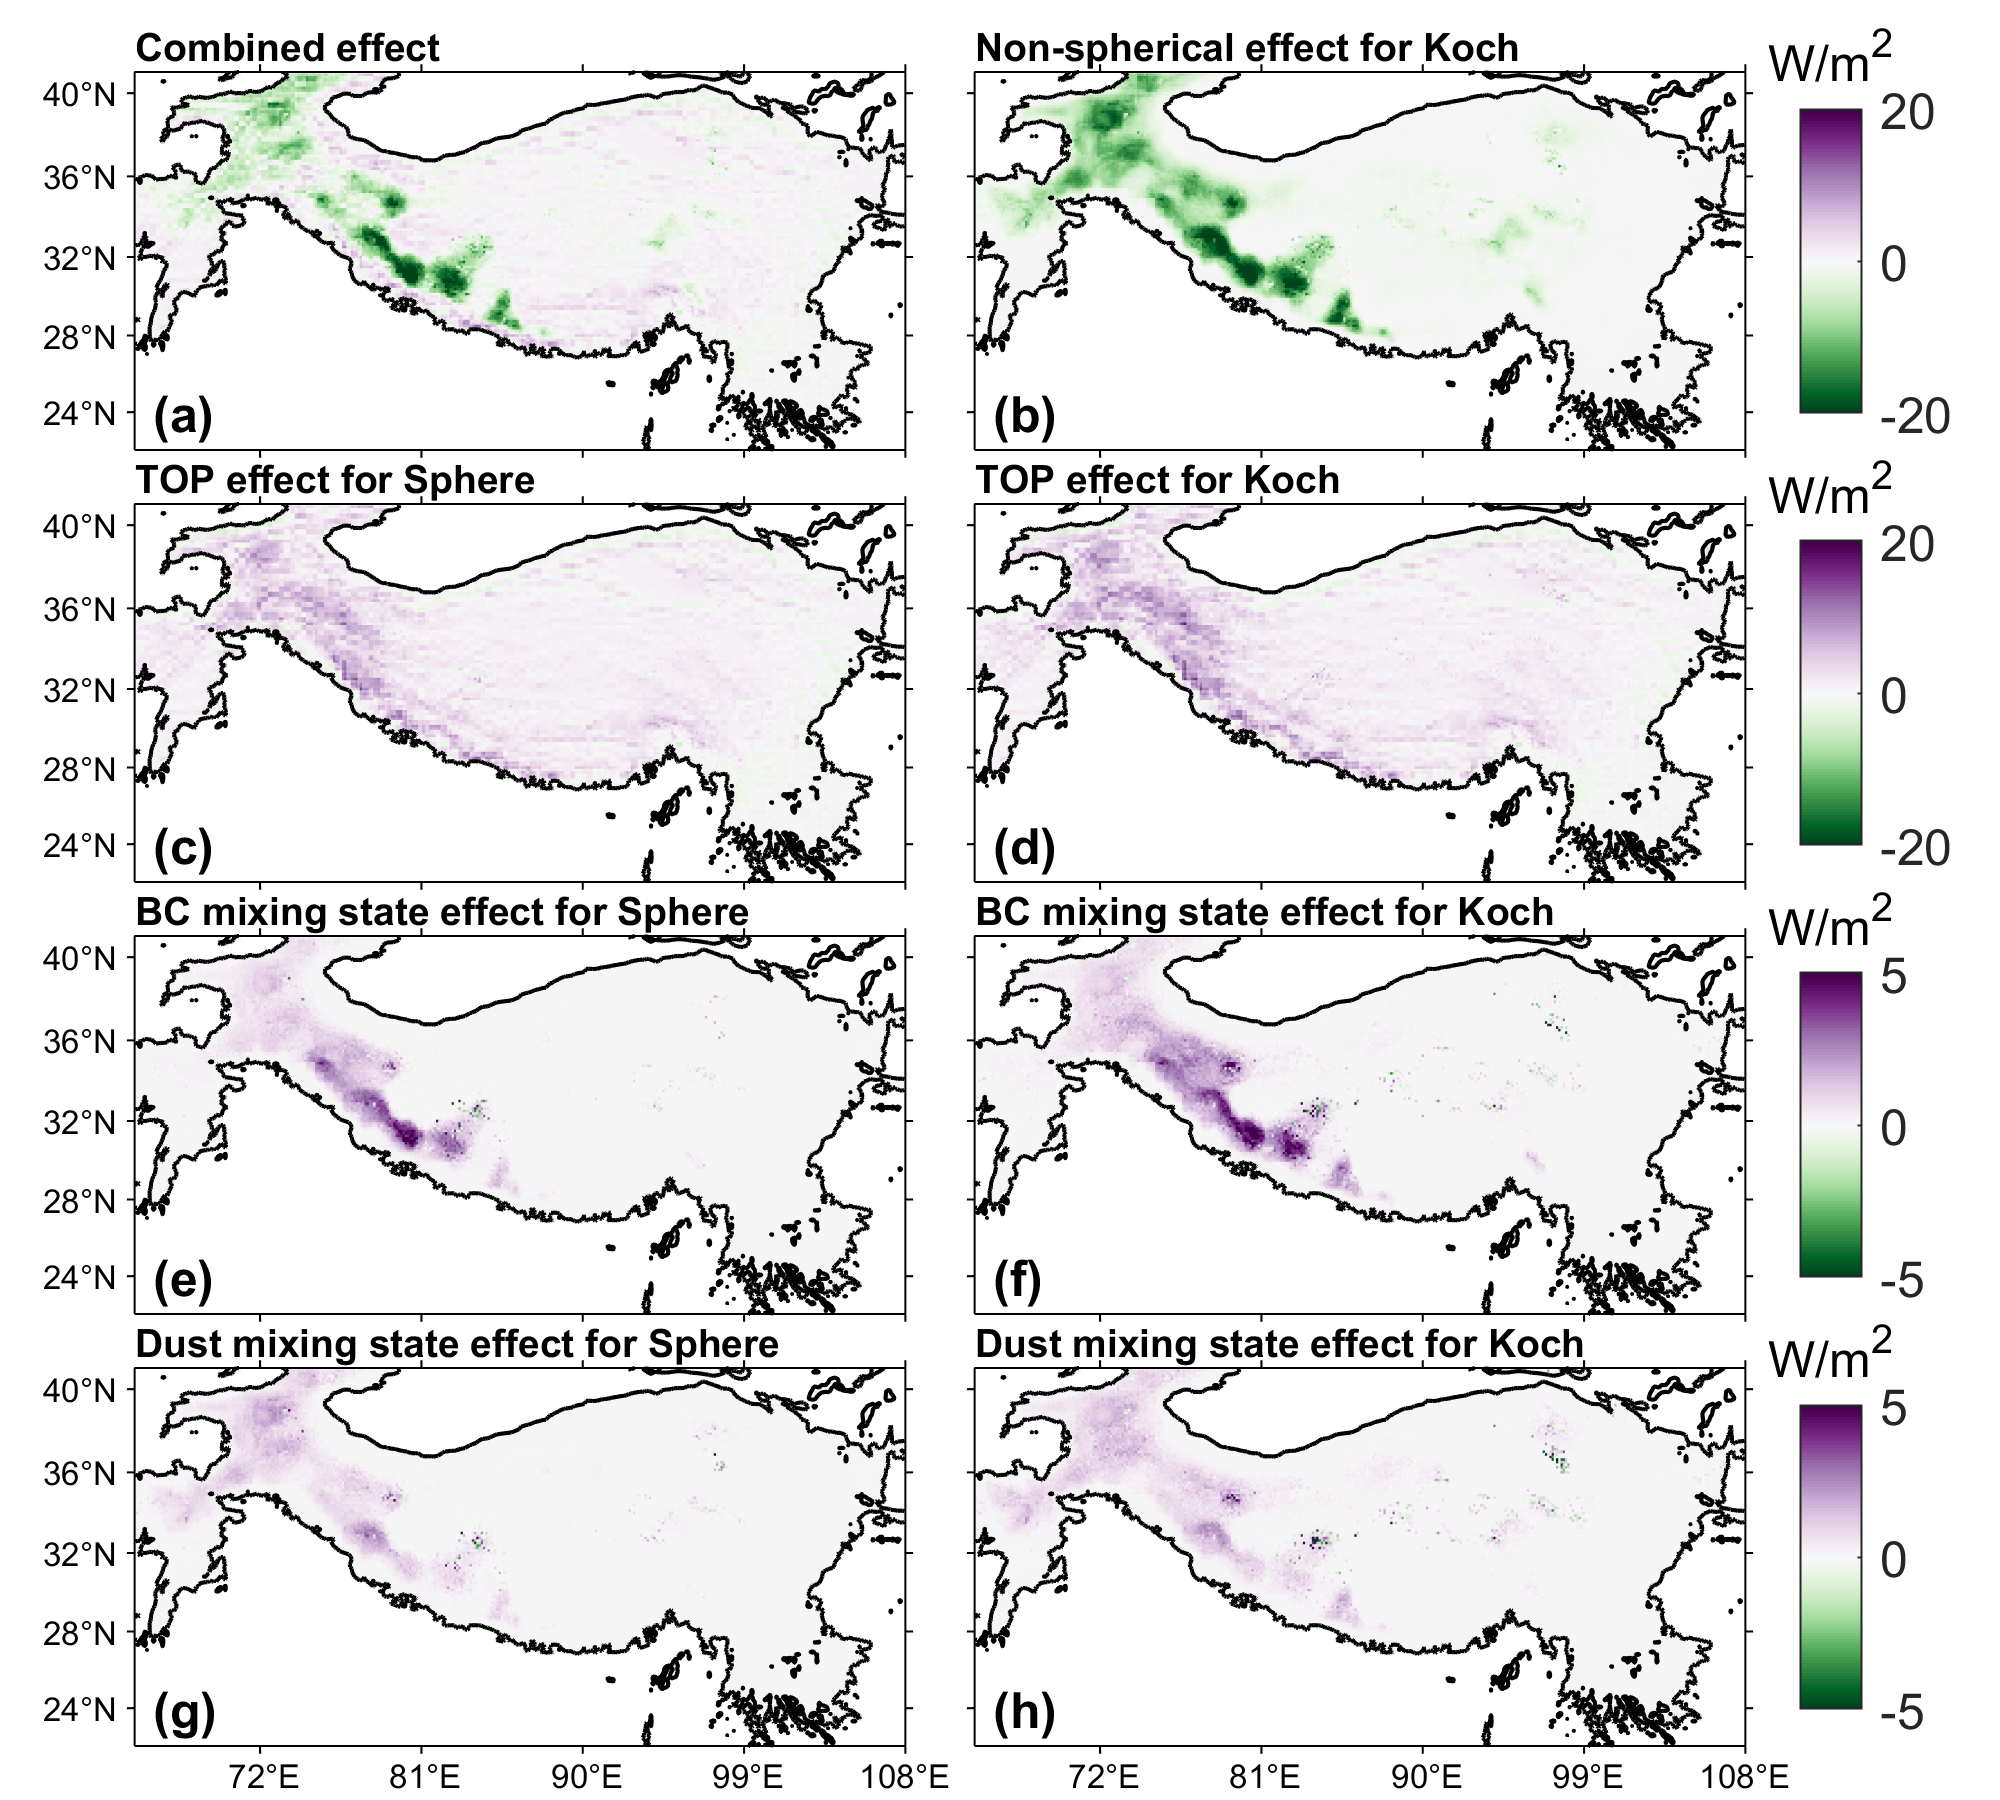 Combined effect
Non-spherical effect for Koch
W/m²
40°N
36°N
32°N
28°N
24°N
(a)
(b)
20
0
-20
TOP effect for Sphere
TOP effect for Koch
W/m²
40°N
36°N
32°N
28°N
24°N
(c)
(d)
20
0
-20
BC mixing state effect for Sphere
BC mixing state effect for Koch
W/m²
40°N
36°N
32°N
28°N
24°N
(e)
(f)
5
0
-5
Dust mixing state effect for Sphere
Dust mixing state effect for Koch
W/m²
40°N
36°N
32°N
28°N
24°N
(g)
(h)
5
0
-5
72°E 81°E 90°E 99°E 108°E
72°E 81°E 90°E 99°E 108°E